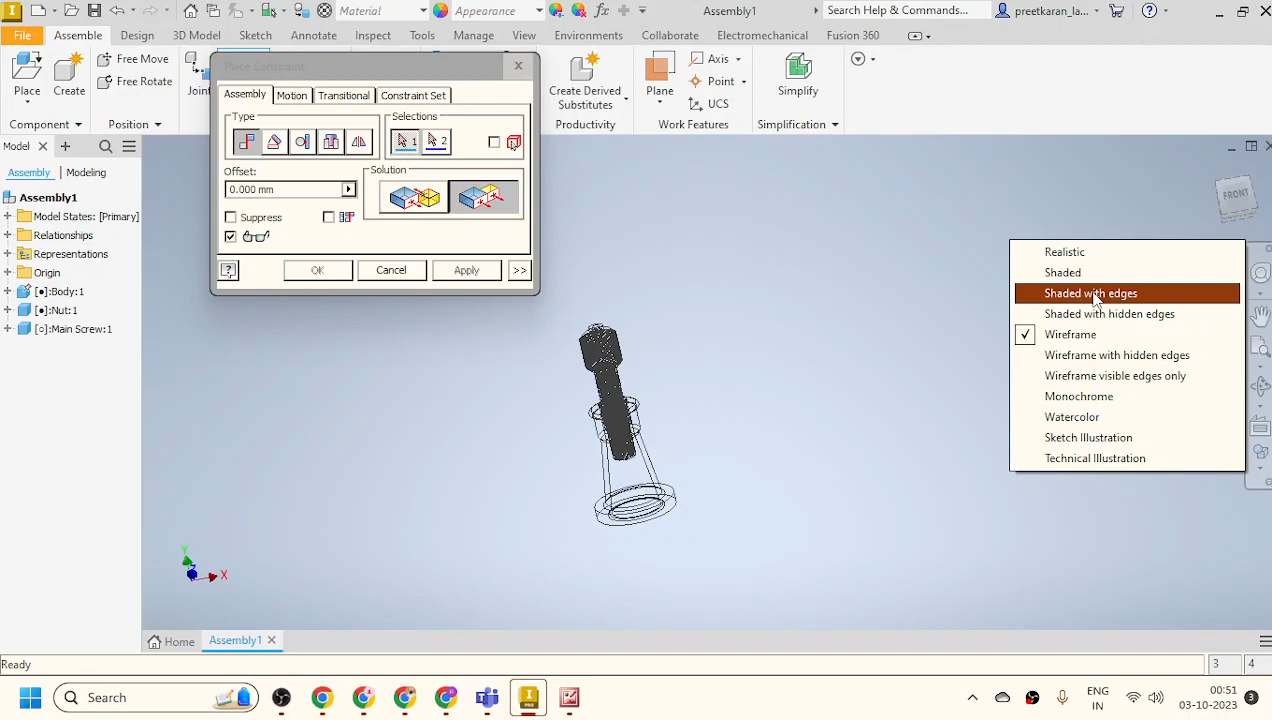 Material
Appearance
Assembly1
Search Help & Commands...
preetkaran_la...
File
Assemble
Design
3D Model
Sketch
Annotate
Inspect
Tools
Manage
View
Environments
Collaborate
Electromechanical
Fusion 360
Place
Create
Free Move
Free Rotate
Component
Position
Create Derived
Substitutes
Productivity
Plane
Axis
Point
UCS
Work Features
Simplify
Simplification
Place Constraint
Assembly
Motion
Transitional
Constraint Set
Type
Selections
1
2
Offset:
0.000 mm
Solution
Suppress
OK
Cancel
Apply
>>
Model
Assembly
Modeling
Assembly1
Model States: [Primary]
Relationships
Representations
Origin
[●]:Body:1
[●]:Nut:1
[○]:Main Screw:1
FRONT
Realistic
Shaded
Shaded with edges
Shaded with hidden edges
Wireframe
Wireframe with hidden edges
Wireframe visible edges only
Monochrome
Watercolor
Sketch Illustration
Technical Illustration
Y
X
Home
Assembly1
Ready
3
4
Search
PRO
ENG
IN
00:51
03-10-2023
3